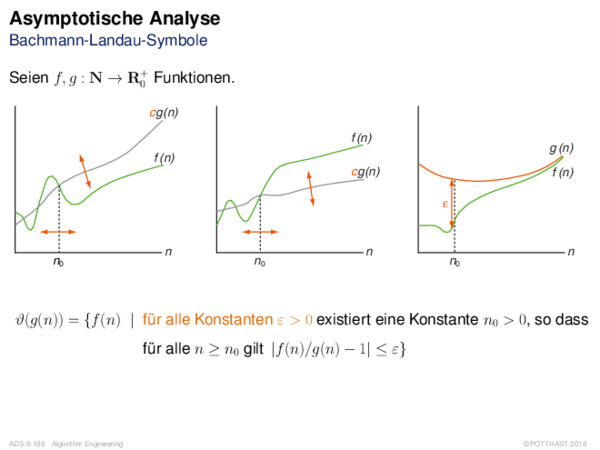 Asymptotische Analyse
Bachmann-Landau-Symbole
Seien f, g : N → R₀⁺ Funktionen.
cg(n)
f(n)
n₀
n
f(n)
cg(n)
n₀
n
g(n)
f(n)
ε
n₀
n
ϑ(g(n)) = {f(n) | für alle Konstanten ε > 0 existiert eine Konstante n₀ > 0, so dass
für alle n ≥ n₀ gilt |f(n)/g(n) − 1| ≤ ε}
ADS:II-186 Algorithm Engineering
© POTTHAST 2018